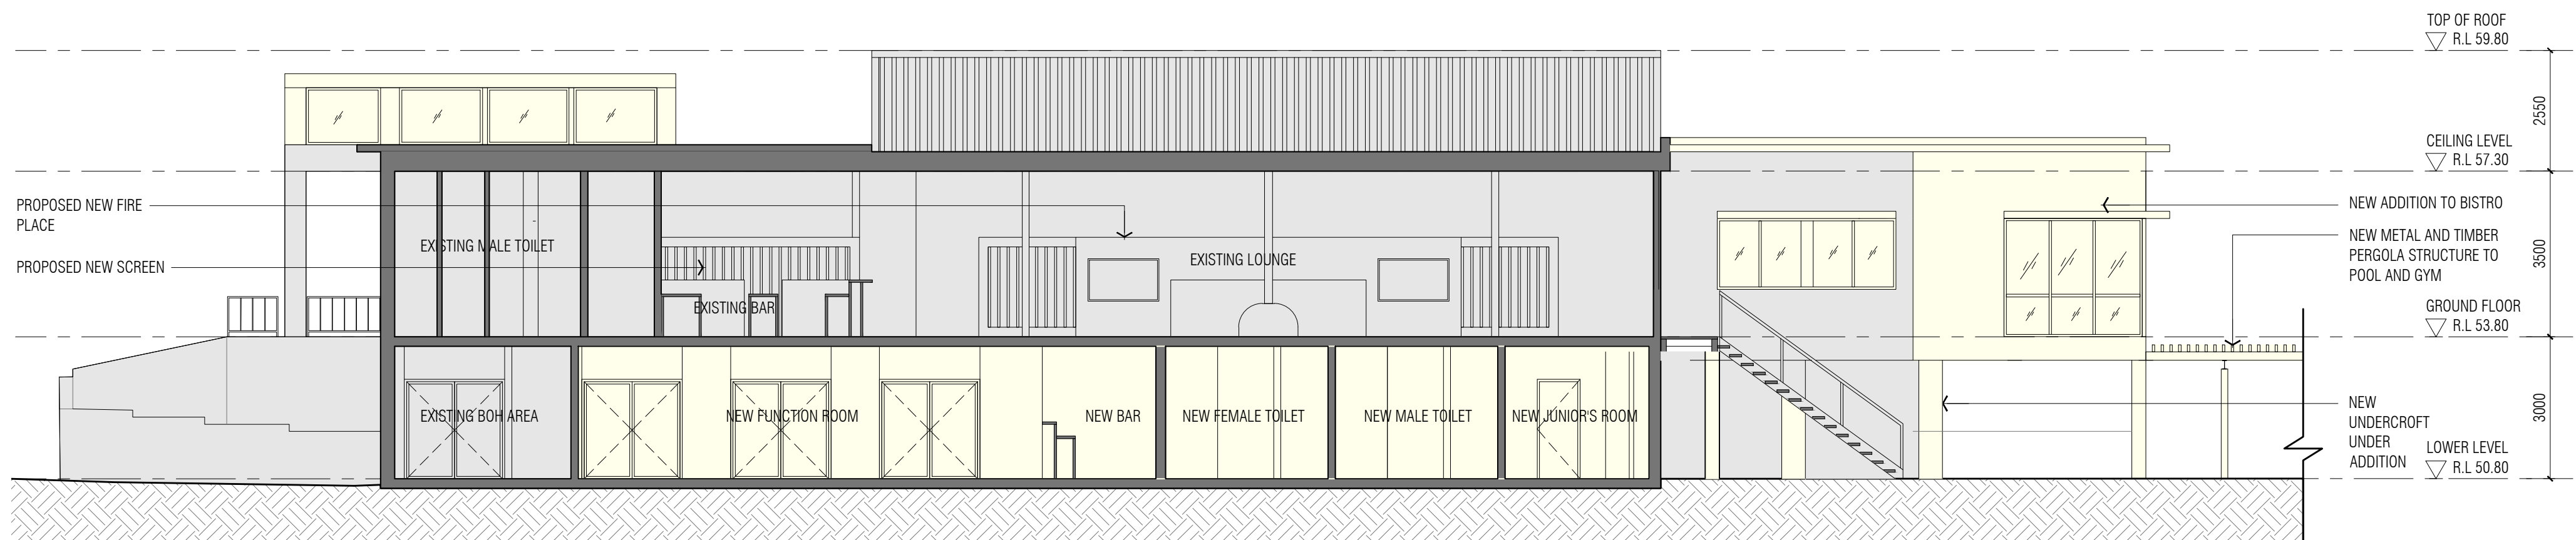 TOP OF ROOF
R.L 59.80
2550
CEILING LEVEL
R.L 57.30
PROPOSED NEW FIRE
PLACE
NEW ADDITION TO BISTRO
EXISTING MALE TOILET
NEW METAL AND TIMBER
PERGOLA STRUCTURE TO
POOL AND GYM
3500
PROPOSED NEW SCREEN
EXISTING LOUNGE
EXISTING BAR
GROUND FLOOR
R.L 53.80
EXISTING BOH AREA
NEW FUNCTION ROOM
NEW BAR
NEW FEMALE TOILET
NEW MALE TOILET
NEW JUNIOR'S ROOM
NEW
UNDERCROFT
UNDER
ADDITION
3000
LOWER LEVEL
R.L 50.80